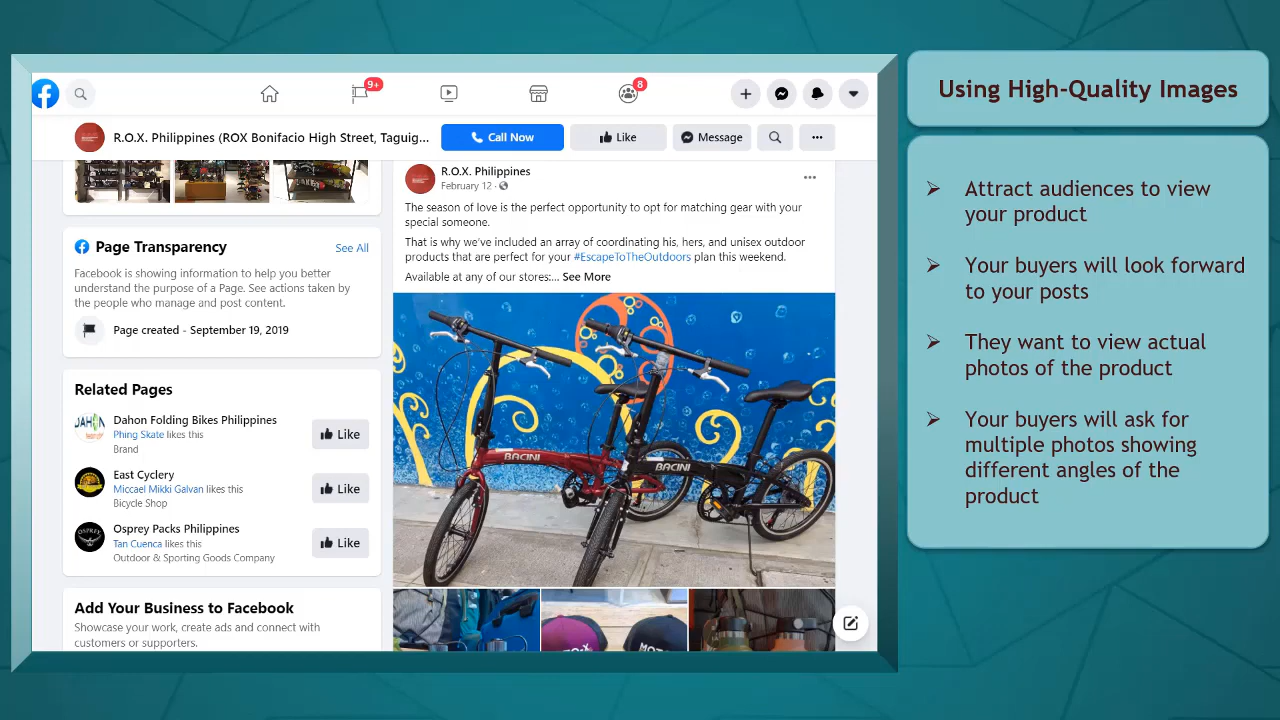 9+
8
R.O.X. Philippines (ROX Bonifacio High Street, Taguig...
Call Now
Like
Message
Page Transparency
See All
Facebook is showing information to help you better
understand the purpose of a Page. See actions taken by
the people who manage and post content.
Page created - September 19, 2019
Related Pages
Dahon Folding Bikes Philippines
Phing Skate likes this
Brand
Like
East Cyclery
Miccael Mikki Galvan likes this
Bicycle Shop
Like
OSPREY
Osprey Packs Philippines
Tan Cuenca likes this
Outdoor & Sporting Goods Company
Like
Add Your Business to Facebook
Showcase your work, create ads and connect with
customers or supporters.
R.O.X. Philippines
February 12 ·
The season of love is the perfect opportunity to opt for matching gear with your
special someone.
That is why we've included an array of coordinating his, hers, and unisex outdoor
products that are perfect for your #EscapeToTheOutdoors plan this weekend.
Available at any of our stores:... See More
BACINI
BACINI
Using High-Quality Images
➢ Attract audiences to view
your product
➢ Your buyers will look forward
to your posts
➢ They want to view actual
photos of the product
➢ Your buyers will ask for
multiple photos showing
different angles of the
product